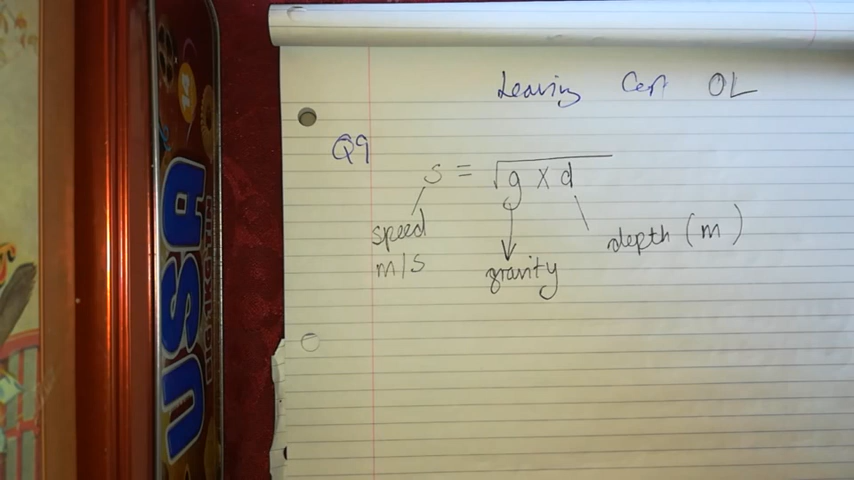 Leaving Cert OL
Q9
s = √g x d
speed
m/s
gravity
depth (m)
USA